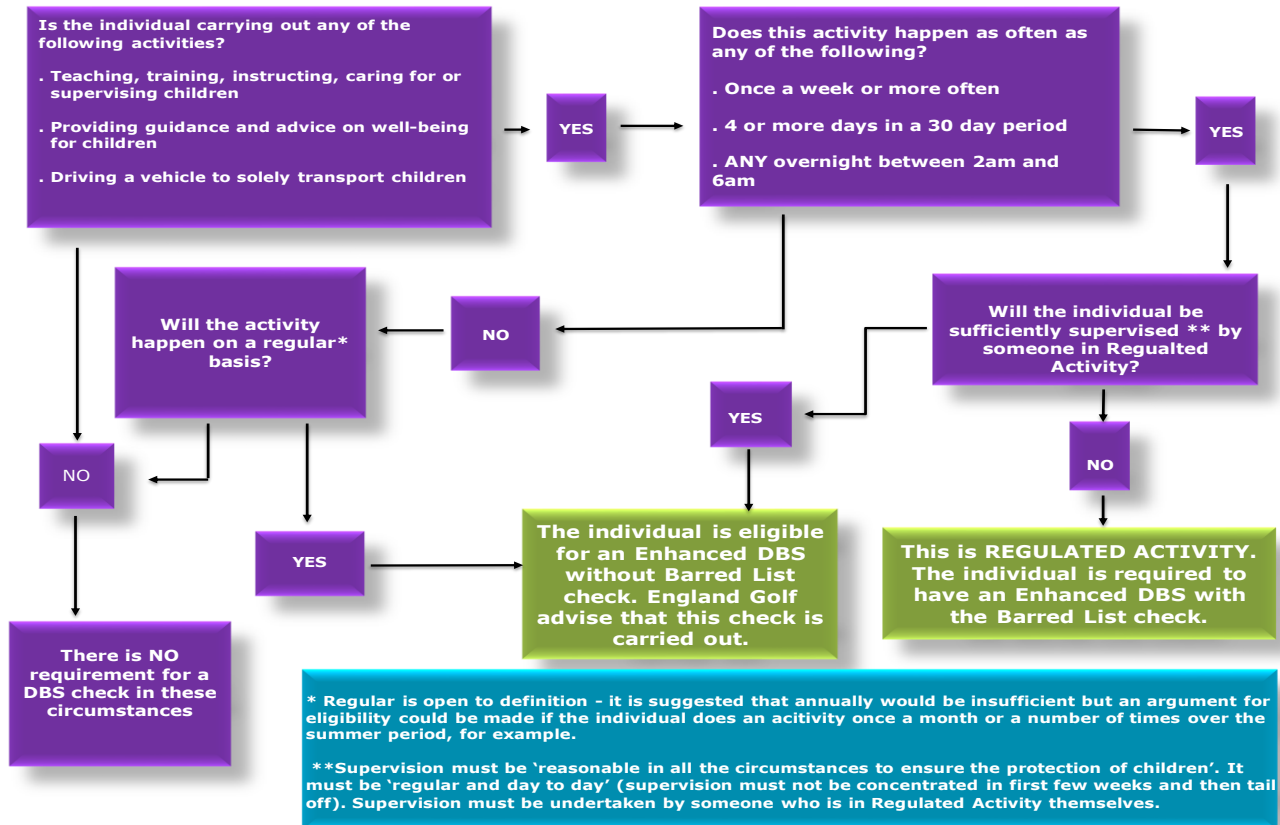 Is the individual carrying out any of the
following activities?
. Teaching, training, instructing, caring for or
supervising children
. Providing guidance and advice on well-being
for children
. Driving a vehicle to solely transport children
YES
Does this activity happen as often as
any of the following?
. Once a week or more often
. 4 or more days in a 30 day period
. ANY overnight between 2am and
6am
YES
Will the activity
happen on a regular*
basis?
NO
Will the individual be
sufficiently supervised ** by
someone in Regualted
Activity?
YES
NO
NO
YES
The individual is eligible
for an Enhanced DBS
without Barred List
check. England Golf
advise that this check is
carried out.
This is REGULATED ACTIVITY.
The individual is required to
have an Enhanced DBS with
the Barred List check.
There is NO
requirement for a
DBS check in these
circumstances
* Regular is open to definition - it is suggested that annually would be insufficient but an argument for
eligibility could be made if the individual does an acitivity once a month or a number of times over the
summer period, for example.
**Supervision must be ‘reasonable in all the circumstances to ensure the protection of children’. It
must be ‘regular and day to day’ (supervision must not be concentrated in first few weeks and then tail
off). Supervision must be undertaken by someone who is in Regulated Activity themselves.